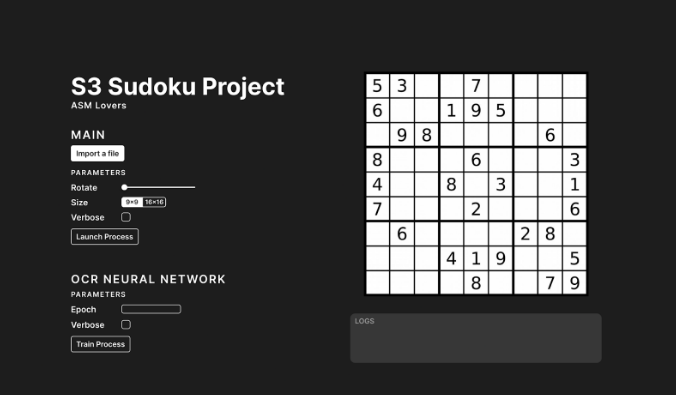 S3 Sudoku Project
ASM Lovers
MAIN
Import a file
PARAMETERS
Rotate
Size 9×9 16×16
Verbose
Launch Process
OCR NEURAL NETWORK
PARAMETERS
Epoch
Verbose
Train Process
5 3 7
6 1 9 5
9 8 6
8 6 3
4 8 3 1
7 2 6
6 2 8
4 1 9 5
8 7 9
LOGS